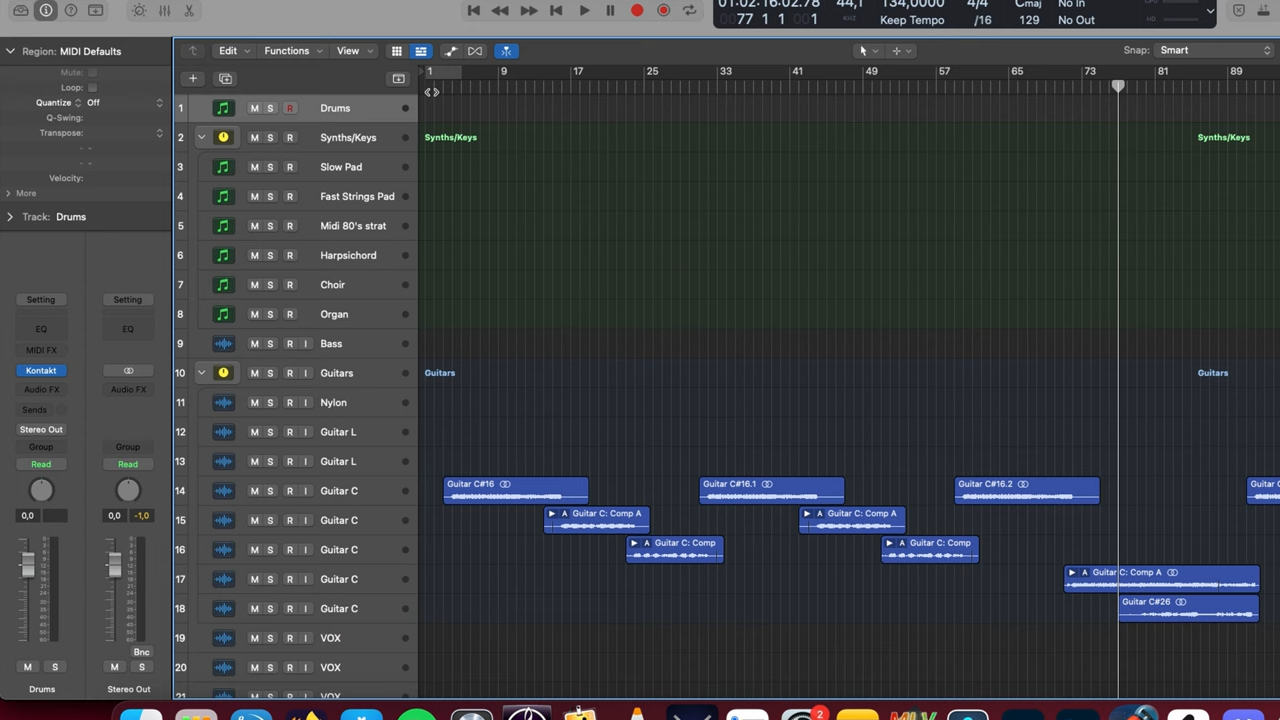 01:02:16:02.78 44,1 134,0000 4/4 Cmaj No In
0077 1 1 1 KHZ Keep Tempo /16 129 No Out
Region: MIDI Defaults
Edit Functions View Snap: Smart
Mute:
Loop:
Quantize Off
Q-Swing:
Transpose:
Velocity:
More
Track: Drums
1 9 17 25 33 41 49 57 65 73 81 89
1 M S R Drums
2 M S R Synths/Keys Synths/Keys Synths/Keys
3 M S R Slow Pad
4 M S R Fast Strings Pad
5 M S R Midi 80's strat
6 M S R Harpsichord
7 M S R Choir
8 M S R Organ
9 M S R I Bass
10 M S R Guitars Guitars Guitars
11 M S R I Nylon
12 M S R I Guitar L
13 M S R I Guitar L
14 M S R I Guitar C Guitar C#16 Guitar C#16.1 Guitar C#16.2 Guitar C
15 M S R I Guitar C A Guitar C: Comp A A Guitar C: Comp A
16 M S R I Guitar C A Guitar C: Comp A Guitar C: Comp
17 M S R I Guitar C A Guitar C: Comp A
18 M S R I Guitar C Guitar C#26
19 M S R I VOX
20 M S R I VOX
21
Setting Setting
EQ EQ
MIDI FX
Kontakt
Audio FX Audio FX
Sends
Stereo Out
Group Group
Read Read
0,0 0,0 -1,0
Bnc
M S M S
Drums Stereo Out
2